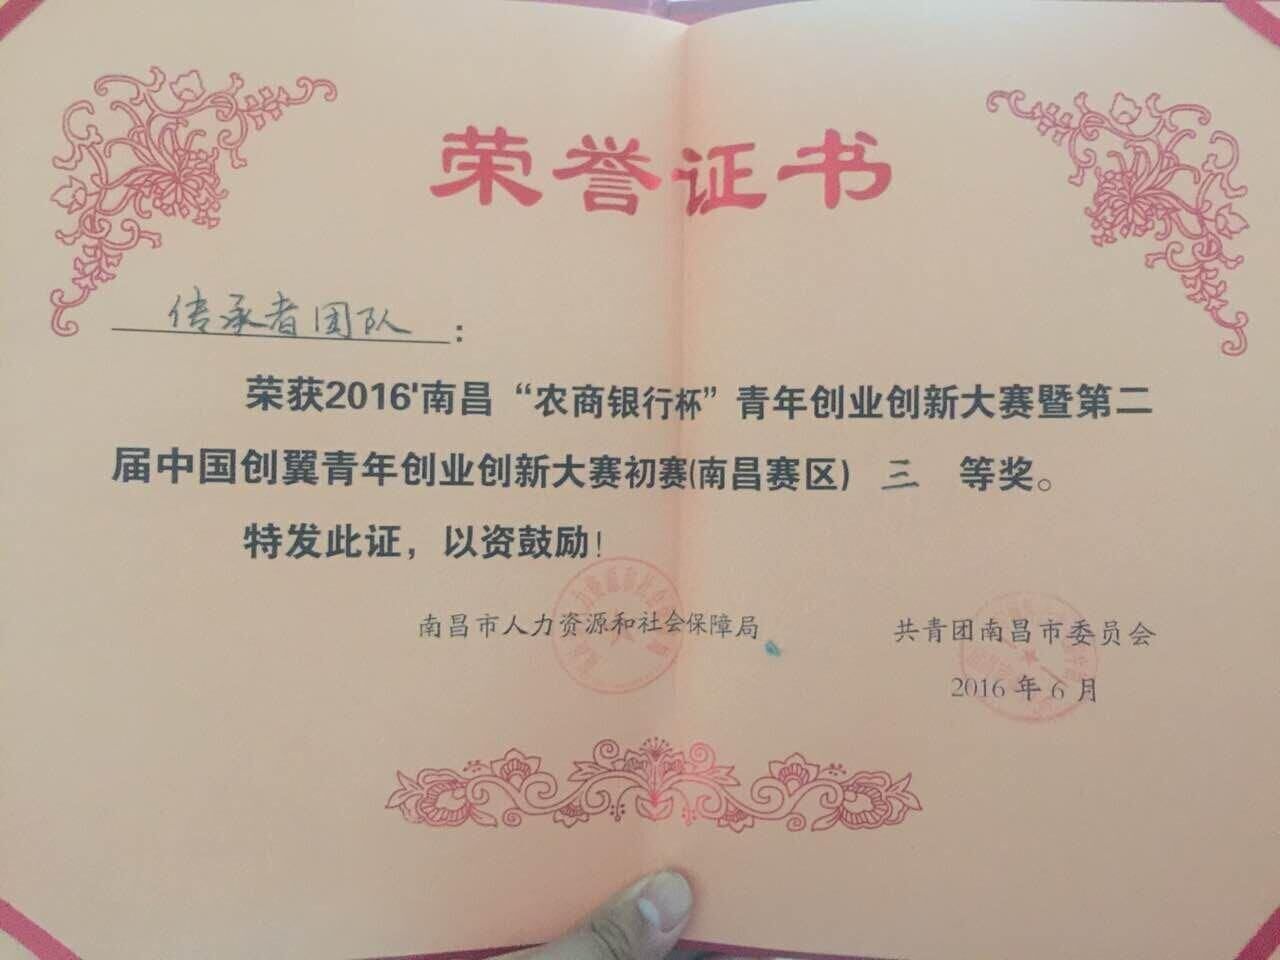 荣誉证书
传承者团队：
荣获2016'南昌“农商银行杯”青年创业创新大赛暨第二
届中国创翼青年创业创新大赛初赛(南昌赛区) 三 等奖。
特发此证，以资鼓励！
南昌市人力资源和社会保障局
共青团南昌市委员会
2016年6月